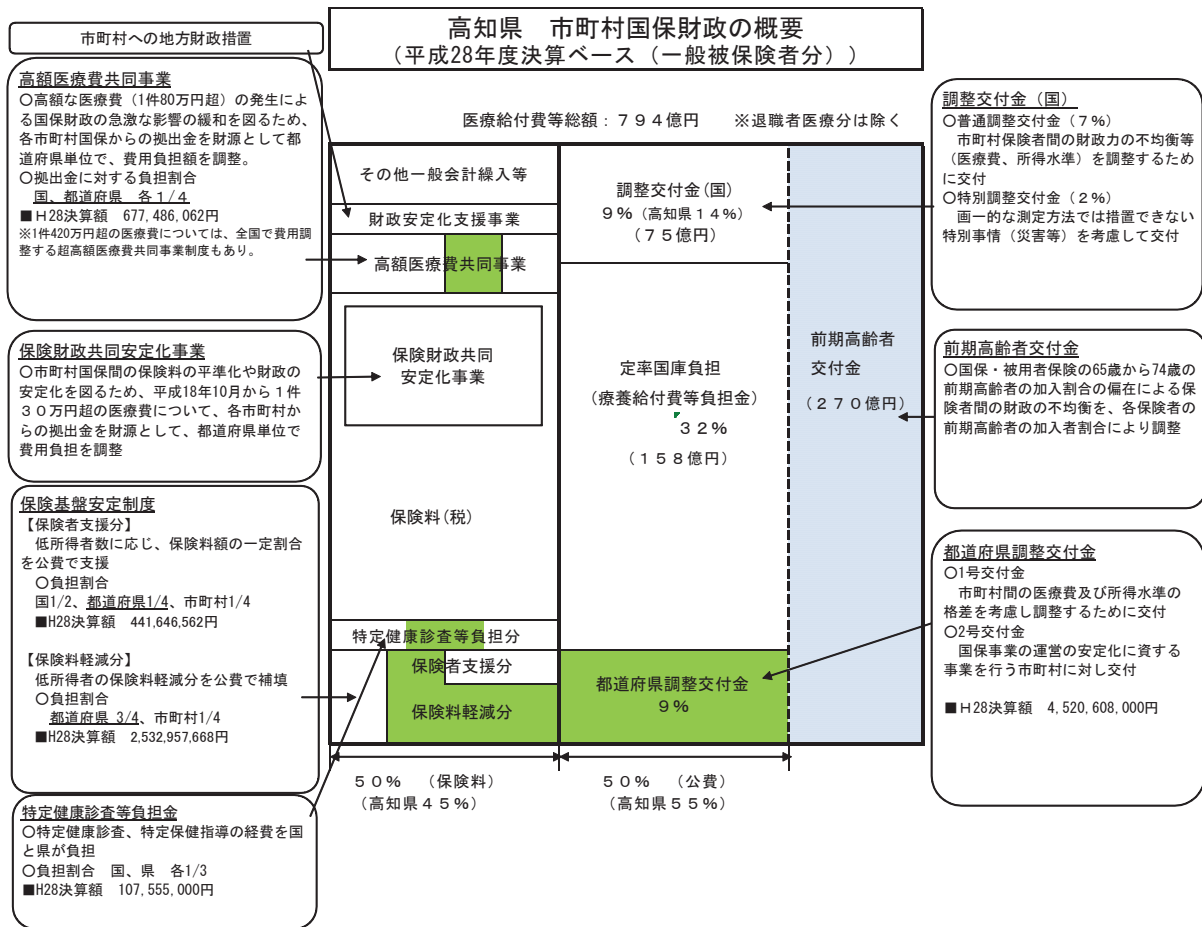 高知県　市町村国保財政の概要
（平成28年度決算ベース（一般被保険者分））
市町村への地方財政措置
高額医療費共同事業
○高額な医療費（1件80万円超）の発生によ
る国保財政の急激な影響の緩和を図るため、
各市町村国保からの拠出金を財源として都
道府県単位で、費用負担額を調整。
○拠出金に対する負担割合
国、都道府県　各１/４
■Ｈ28決算額　677,486,062円
※1件420万円超の医療費については、全国で費用調
整する超高額医療費共同事業制度もあり。
保険財政共同安定化事業
○市町村国保間の保険料の平準化や財政の
安定化を図るため、平成18年10月から１件
３０万円超の医療費について、各市町村か
らの拠出金を財源として、都道府県単位で
費用負担を調整
保険基盤安定制度
【保険者支援分】
低所得者数に応じ、保険料額の一定割合
を公費で支援
○負担割合
国1/2、都道府県1/4、市町村1/4
■H28決算額　441,646,562円
【保険料軽減分】
低所得者の保険料軽減分を公費で補填
○負担割合
都道府県 3/4、市町村1/4
■H28決算額　2,532,957,668円
特定健康診査等負担金
○特定健康診査、特定保健指導の経費を国
と県が負担
○負担割合　国、県　各1/3
■H28決算額　107,555,000円
医療給付費等総額：７９４億円　※退職者医療分は除く
その他一般会計繰入等
財政安定化支援事業
高額医療費共同事業
保険財政共同
安定化事業
保険料(税)
特定健康診査等負担分
保険者支援分
保険料軽減分
調整交付金(国)
９％（高知県１４％）
（７５億円）
定率国庫負担
（療養給付費等負担金）
３２％
（１５８億円）
都道府県調整交付金
９％
前期高齢者
交付金
（２７０億円）
５０％　（保険料）
（高知県４５％）
５０％　（公費）
（高知県５５％）
調整交付金（国）
○普通調整交付金（７％）
市町村保険者間の財政力の不均衡等
（医療費、所得水準）を調整するため
に交付
○特別調整交付金（２％）
画一的な測定方法では措置できない
特別事情（災害等）を考慮して交付
前期高齢者交付金
○国保・被用者保険の65歳から74歳の
前期高齢者の加入割合の偏在による保
険者間の財政の不均衡を、各保険者の
前期高齢者の加入者割合により調整
都道府県調整交付金
○1号交付金
市町村間の医療費及び所得水準の
格差を考慮し調整するために交付
○2号交付金
国保事業の運営の安定化に資する
事業を行う市町村に対し交付
■Ｈ28決算額　4,520,608,000円